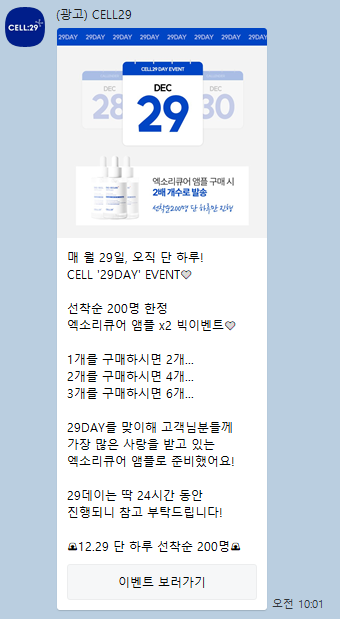 CELL:29
(광고) CELL29
29DAY 29DAY 29DAY 29DAY 29DAY 29DAY 29DAY 29DAY
CELL29 DAY EVENT
DEC DEC DEC
28 29 30
엑소리큐어 앰플 구매 시
2배 개수로 발송
선착순200명 단 하루만 진행
매 월 29일, 오직 단 하루!
CELL '29DAY' EVENT🤍
선착순 200명 한정
엑소리큐어 앰플 x2 빅이벤트🤍
1개를 구매하시면 2개...
2개를 구매하시면 4개...
3개를 구매하시면 6개...
29DAY를 맞이해 고객님분들께
가장 많은 사랑을 받고 있는
엑소리큐어 앰플로 준비했어요!
29데이는 딱 24시간 동안
진행되니 참고 부탁드립니다!
🚨12.29 단 하루 선착순 200명🚨
이벤트 보러가기
오전 10:01